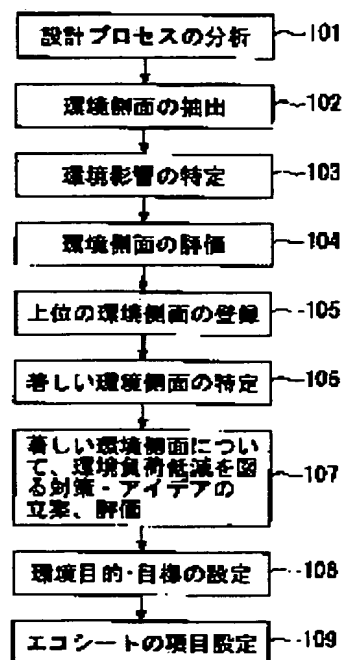 設計プロセスの分析 101
環境側面の抽出 102
環境影響の特定 103
環境側面の評価 104
上位の環境側面の登録 105
著しい環境側面の特定 106
著しい環境側面につい
て、環境負荷低減を図
る対策・アイデアの
立案、評価
107
環境目的・目標の設定 108
エコシートの項目設定 109